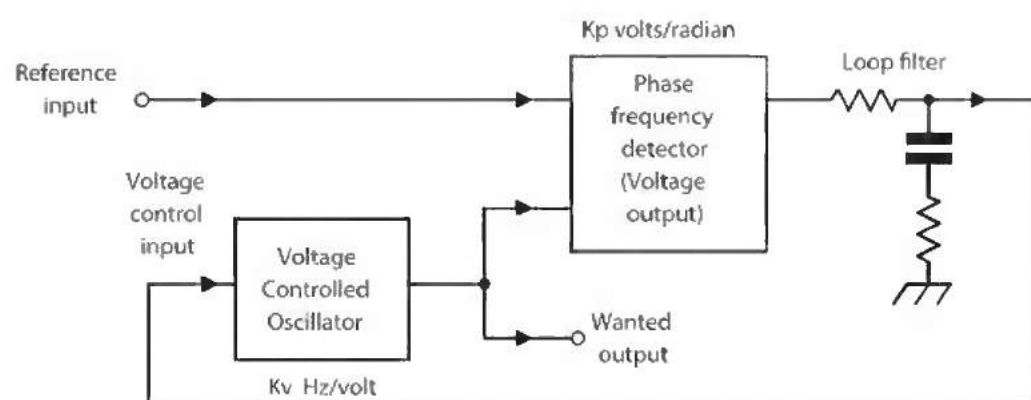 Kp volts/radian
Reference
input
Phase
frequency
detector
(Voltage
output)
Loop filter
Voltage
control
input
Voltage
Controlled
Oscillator
Wanted
output
Kv Hz/volt